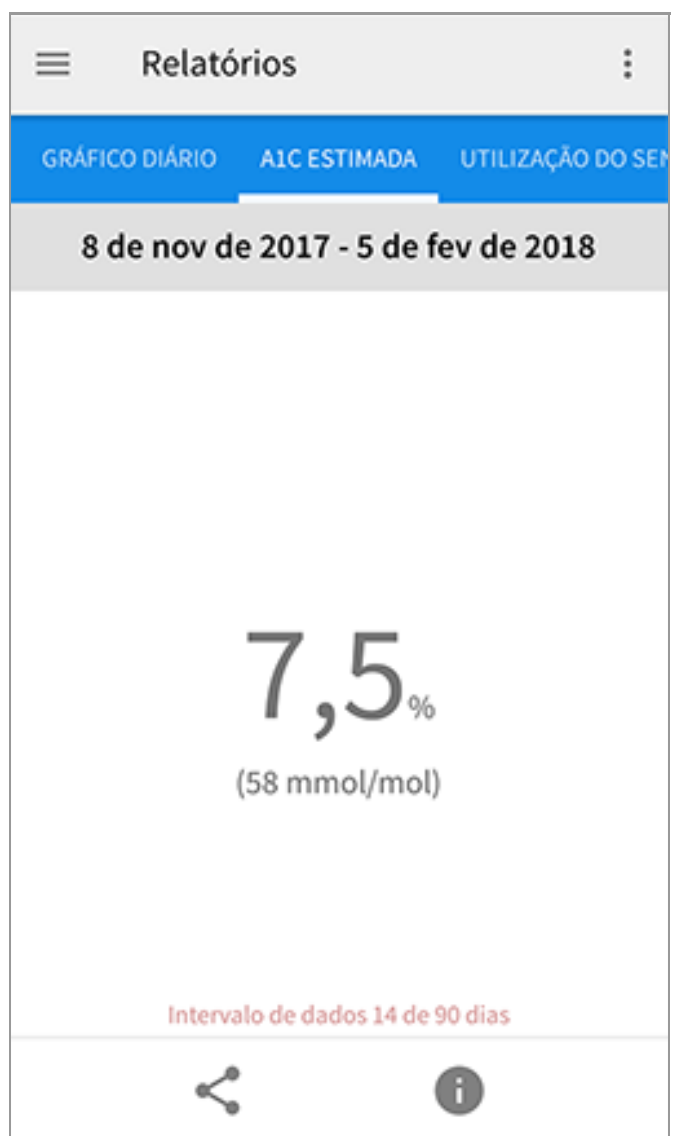 Relatórios
GRÁFICO DIÁRIO A1C ESTIMADA UTILIZAÇÃO DO SEN
8 de nov de 2017 - 5 de fev de 2018
7,5%
(58 mmol/mol)
Intervalo de dados 14 de 90 dias